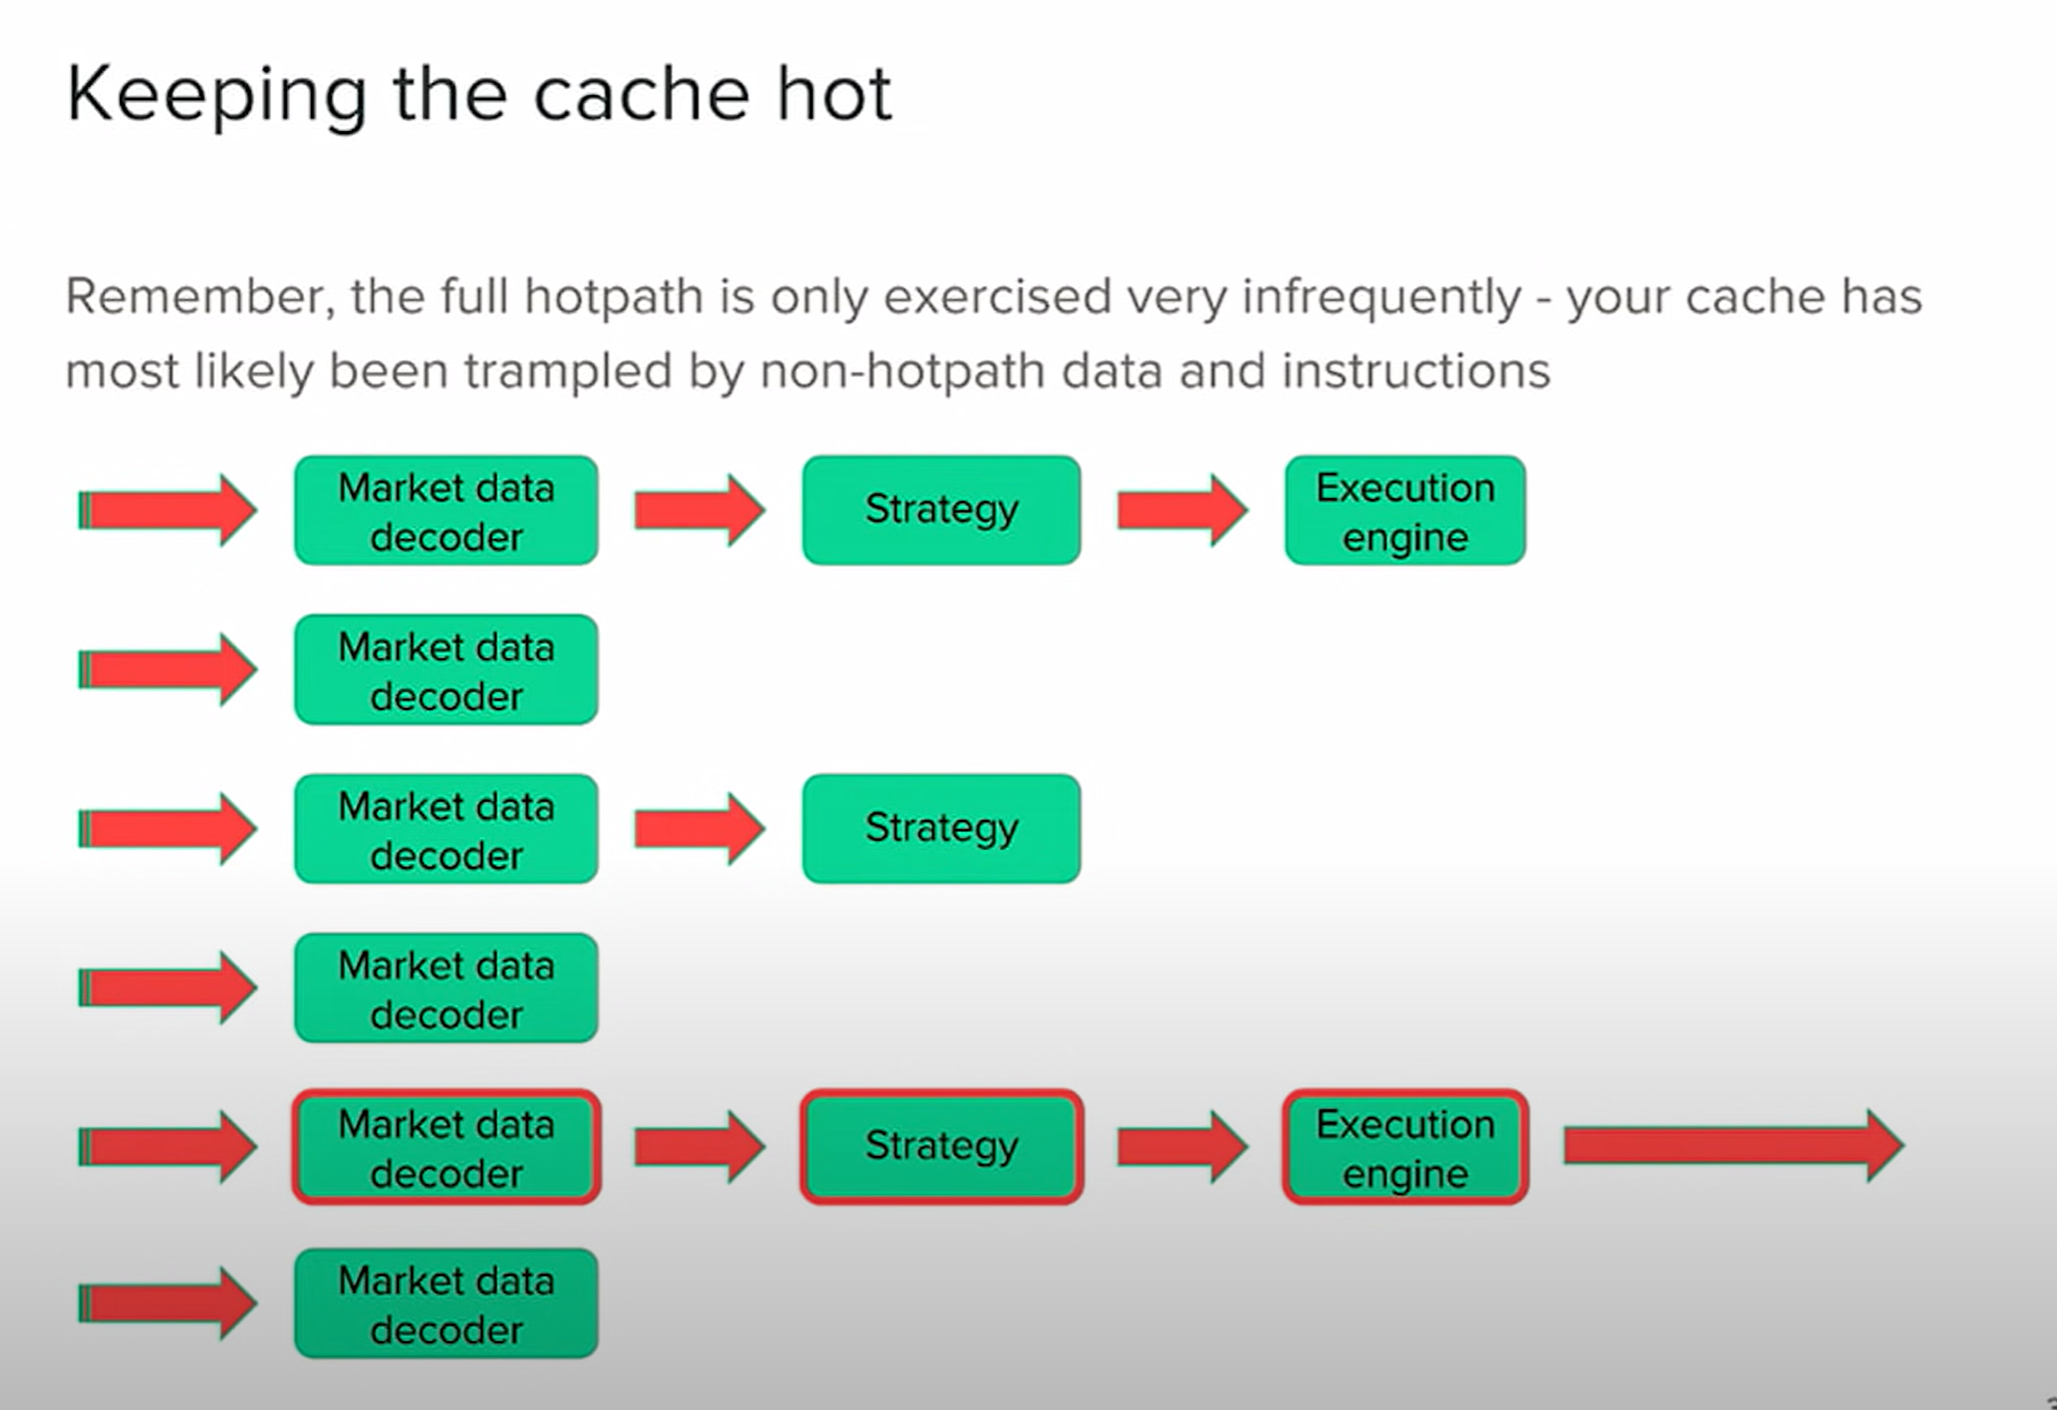 Keeping the cache hot
Remember, the full hotpath is only exercised very infrequently - your cache has
most likely been trampled by non-hotpath data and instructions
Market data
decoder
Strategy
Execution
engine
Market data
decoder
Market data
decoder
Strategy
Market data
decoder
Market data
decoder
Strategy
Execution
engine
Market data
decoder